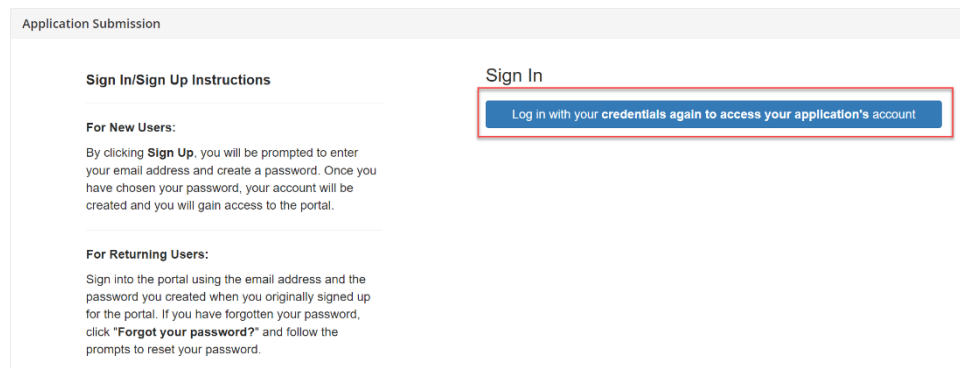 Application Submission
Sign In/Sign Up Instructions
For New Users:
By clicking Sign Up, you will be prompted to enter
your email address and create a password. Once you
have chosen your password, your account will be
created and you will gain access to the portal.
For Returning Users:
Sign into the portal using the email address and the
password you created when you originally signed up
for the portal. If you have forgotten your password,
click "Forgot your password?" and follow the
prompts to reset your password.
Sign In
Log in with your credentials again to access your application's account